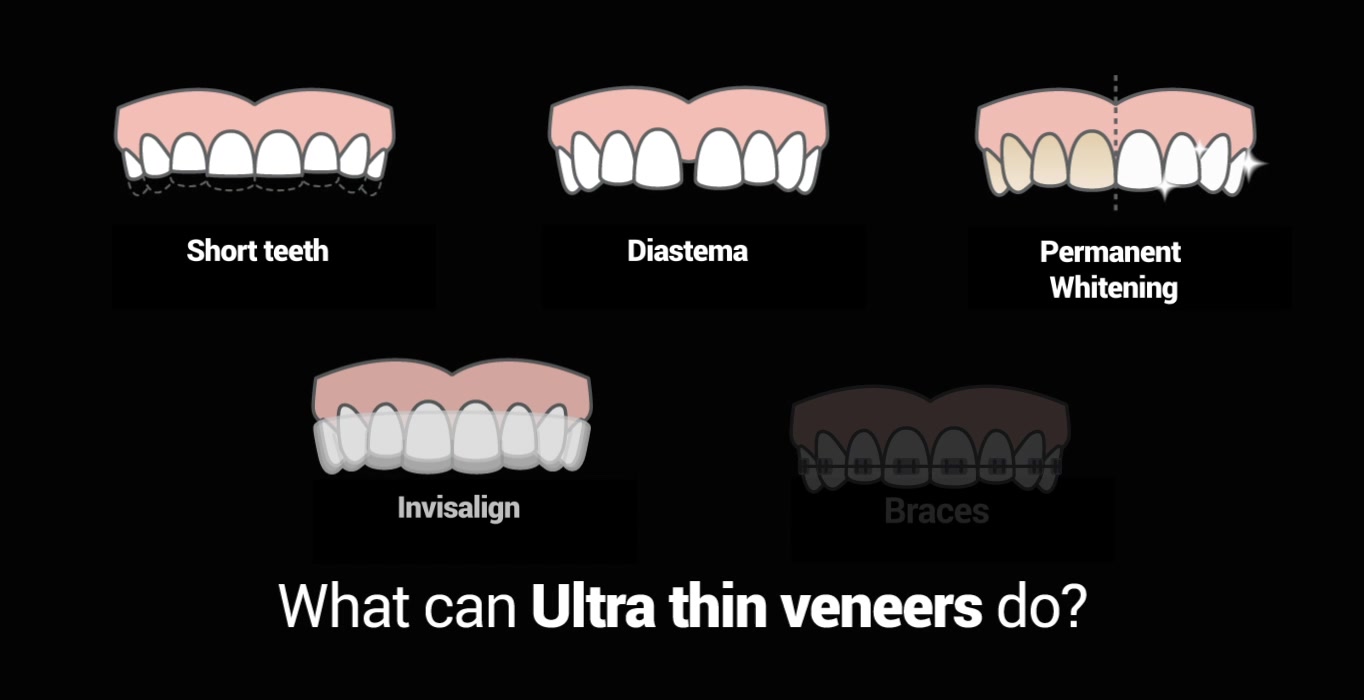 Short teeth
Diastema
Permanent
Whitening
Invisalign
Braces
What can Ultra thin veneers do?